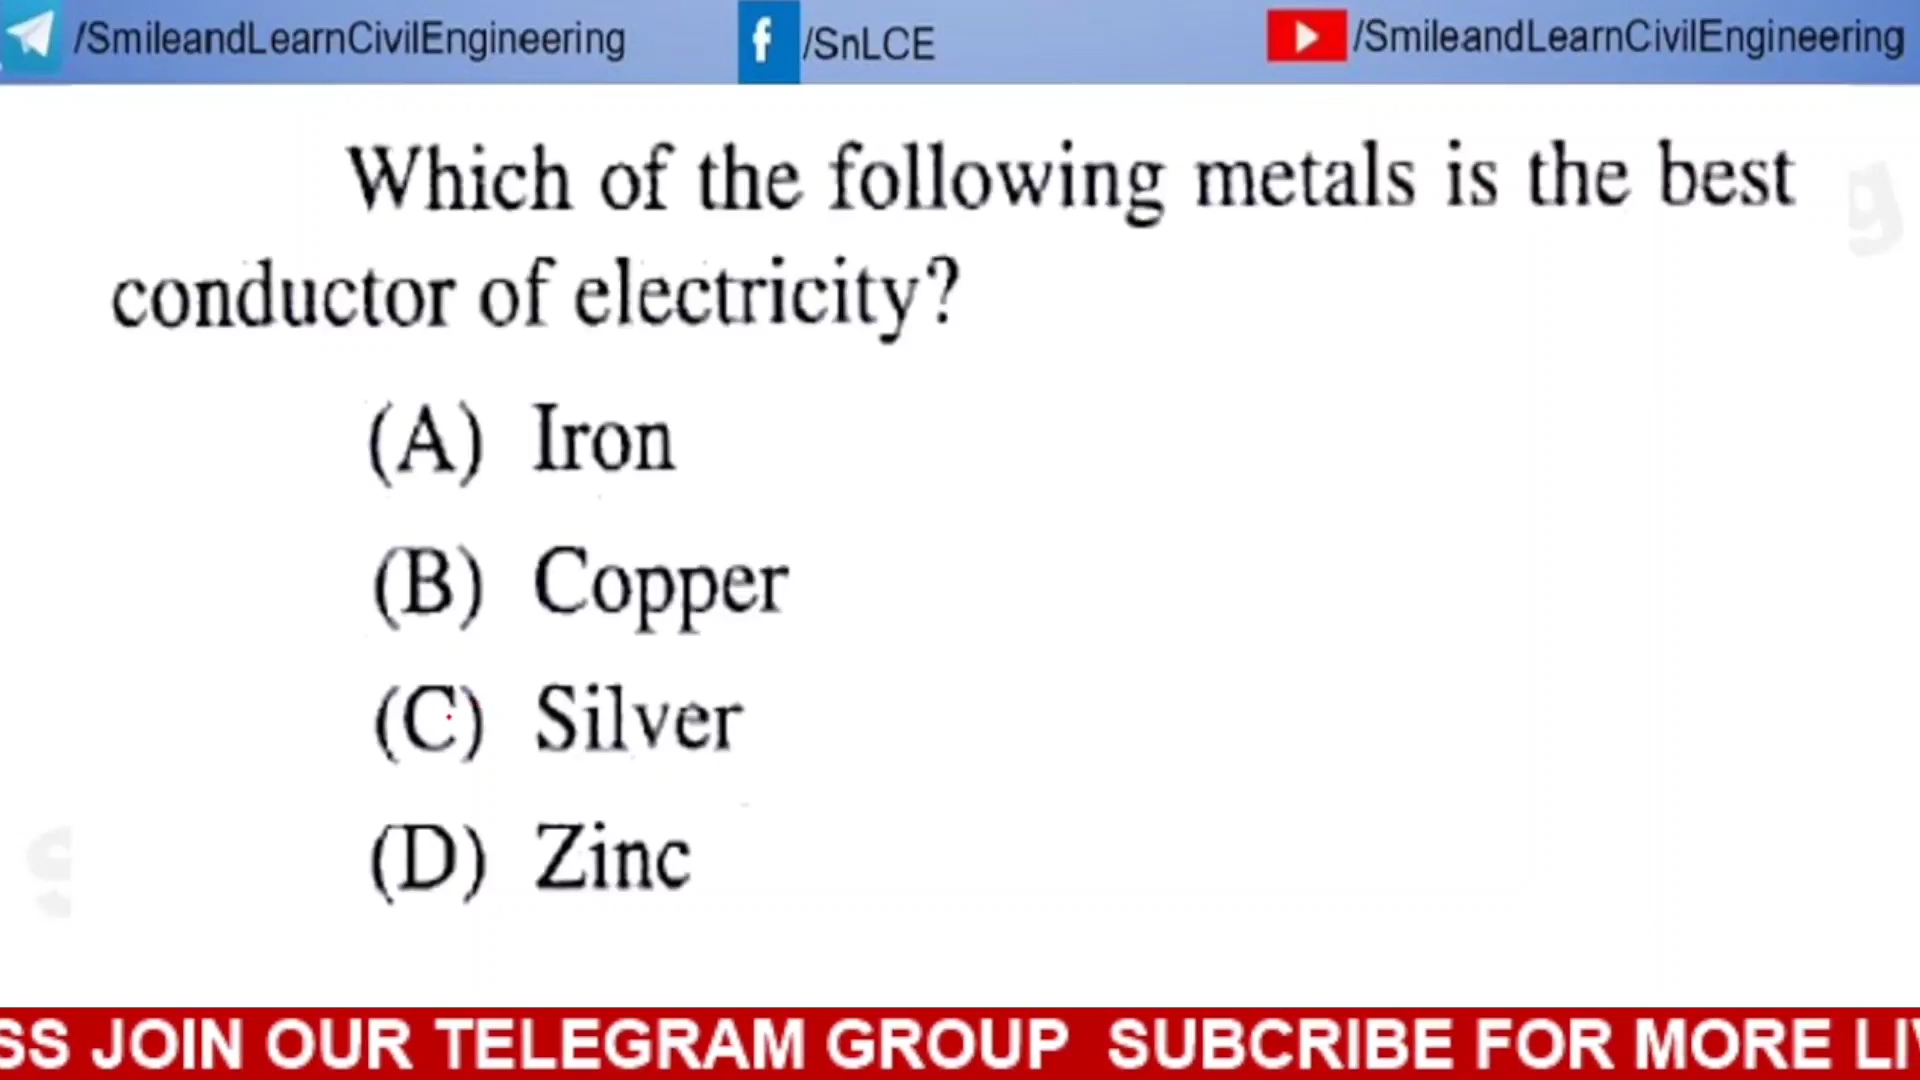 /SmileandLearnCivilEngineering /SnLCE /SmileandLearnCivilEngineering
Which of the following metals is the best
conductor of electricity?
(A) Iron
(B) Copper
(C) Silver
(D) Zinc
SS JOIN OUR TELEGRAM GROUP SUBCRIBE FOR MORE LI